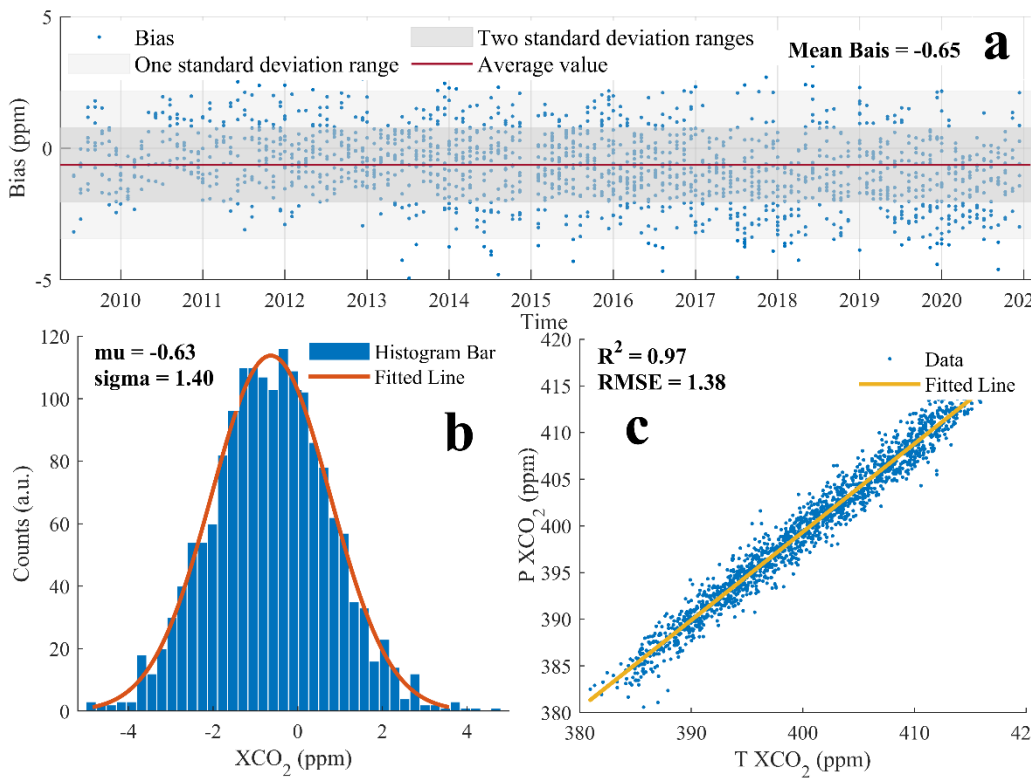 5
Bias
Two standard deviation ranges
One standard deviation range
Average value
Mean Bais = -0.65
a
Bias (ppm)
0
-5
2010 2011 2012 2013 2014 2015 2016 2017 2018 2019 2020 202
Time
120
100
80
60
40
20
0
Counts (a.u.)
mu = -0.63
sigma = 1.40
Histogram Bar
Fitted Line
b
-4 -2 0 2 4
XCO2 (ppm)
420
415
410
405
400
395
390
385
380
P XCO2 (ppm)
R2 = 0.97
RMSE = 1.38
Data
Fitted Line
c
380 390 400 410 420
T XCO2 (ppm)